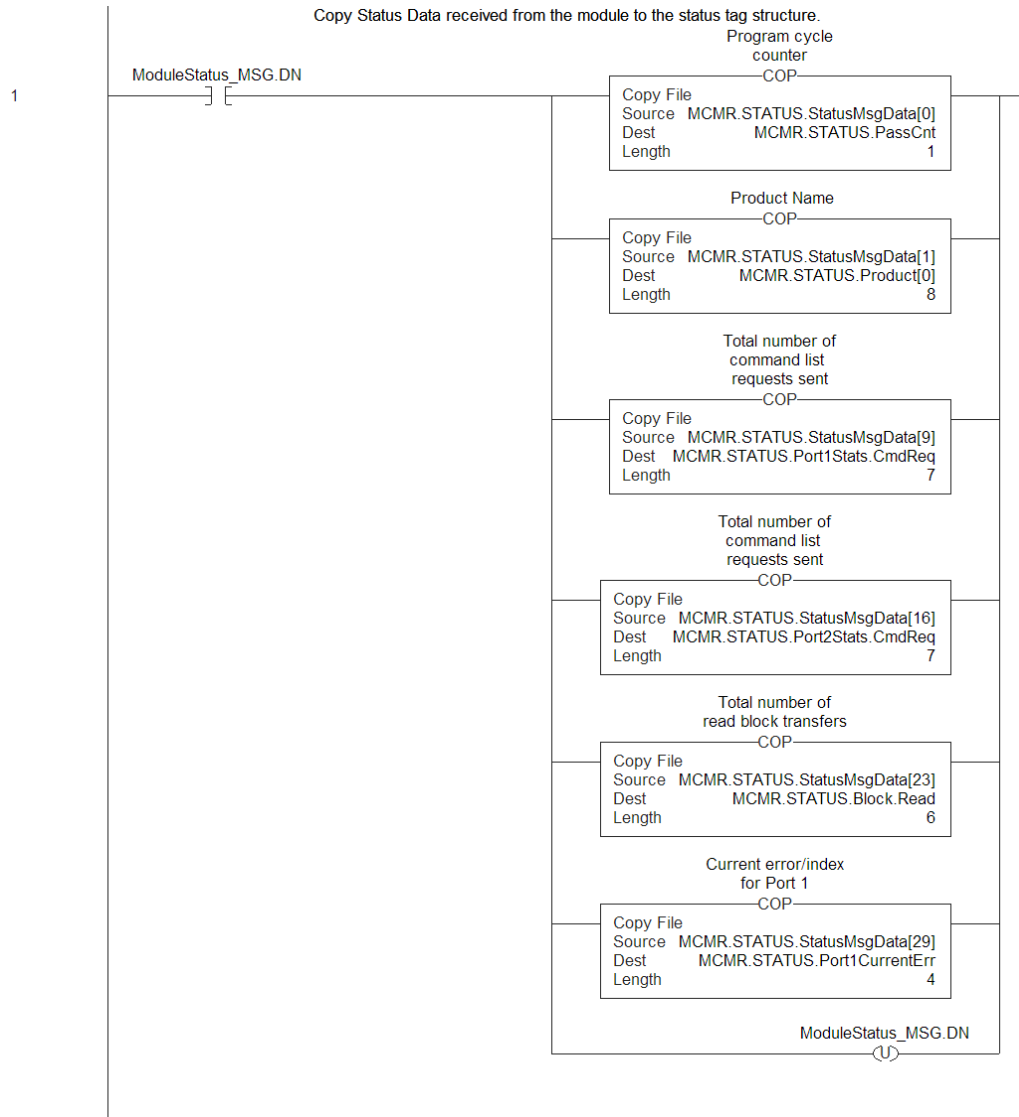 Copy Status Data received from the module to the status tag structure.
Program cycle
counter
ModuleStatus_MSG.DN
COP
1
Copy File
Source MCMR.STATUS.StatusMsgData[0]
Dest MCMR.STATUS.PassCnt
Length 1
Product Name
COP
Copy File
Source MCMR.STATUS.StatusMsgData[1]
Dest MCMR.STATUS.Product[0]
Length 8
Total number of
command list
requests sent
COP
Copy File
Source MCMR.STATUS.StatusMsgData[9]
Dest MCMR.STATUS.Port1Stats.CmdReq
Length 7
Total number of
command list
requests sent
COP
Copy File
Source MCMR.STATUS.StatusMsgData[16]
Dest MCMR.STATUS.Port2Stats.CmdReq
Length 7
Total number of
read block transfers
COP
Copy File
Source MCMR.STATUS.StatusMsgData[23]
Dest MCMR.STATUS.Block.Read
Length 6
Current error/index
for Port 1
COP
Copy File
Source MCMR.STATUS.StatusMsgData[29]
Dest MCMR.STATUS.Port1CurrentErr
Length 4
ModuleStatus_MSG.DN
U